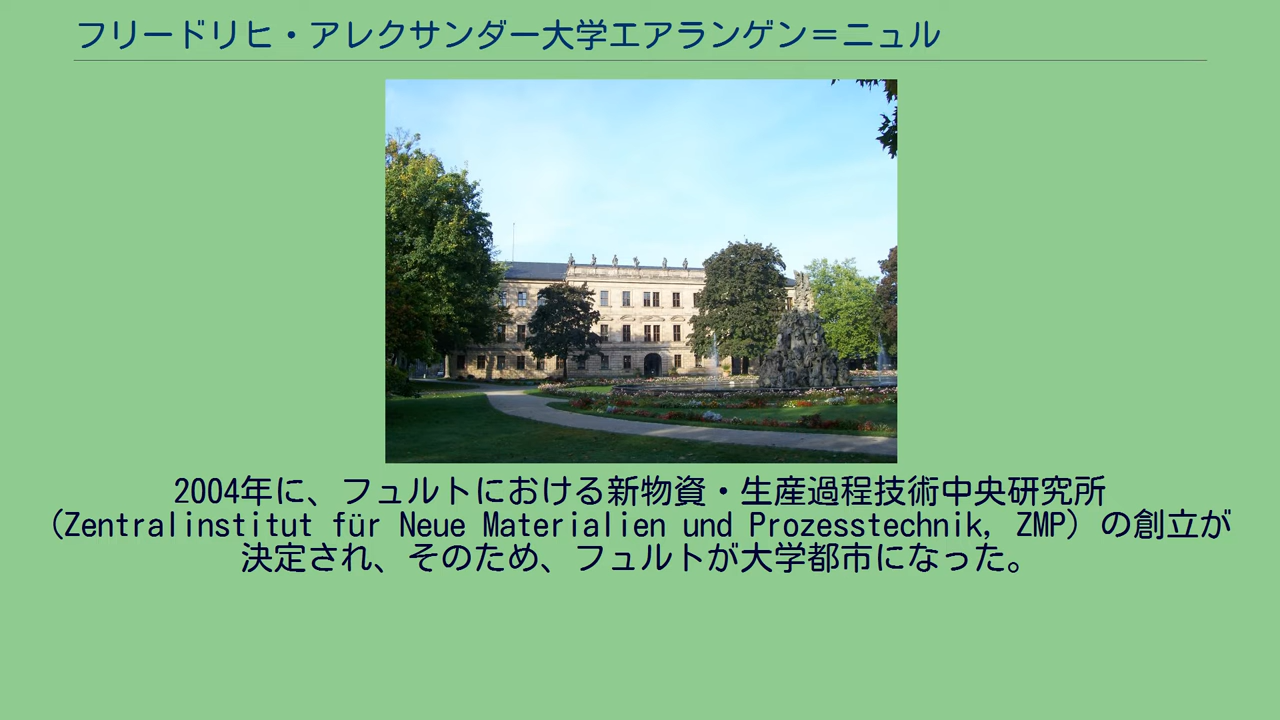 フリードリヒ・アレクサンダー大学エアランゲン＝ニュル
2004年に、フュルトにおける新物資・生産過程技術中央研究所
（Zentralinstitut für Neue Materialien und Prozesstechnik, ZMP）の創立が
決定され、そのため、フュルトが大学都市になった。